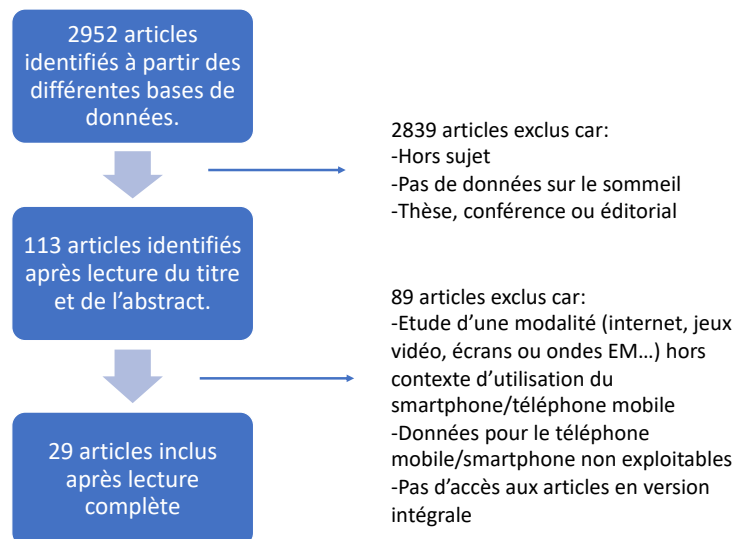 2952 articles
identifiés à partir des
différentes bases de
données.
2839 articles exclus car:
-Hors sujet
-Pas de données sur le sommeil
-Thèse, conférence ou éditorial
113 articles identifiés
après lecture du titre
et de l’abstract.
89 articles exclus car:
-Etude d’une modalité (internet, jeux
vidéo, écrans ou ondes EM…) hors
contexte d’utilisation du
smartphone/téléphone mobile
-Données pour le téléphone
mobile/smartphone non exploitables
-Pas d’accès aux articles en version
intégrale
29 articles inclus
après lecture
complète